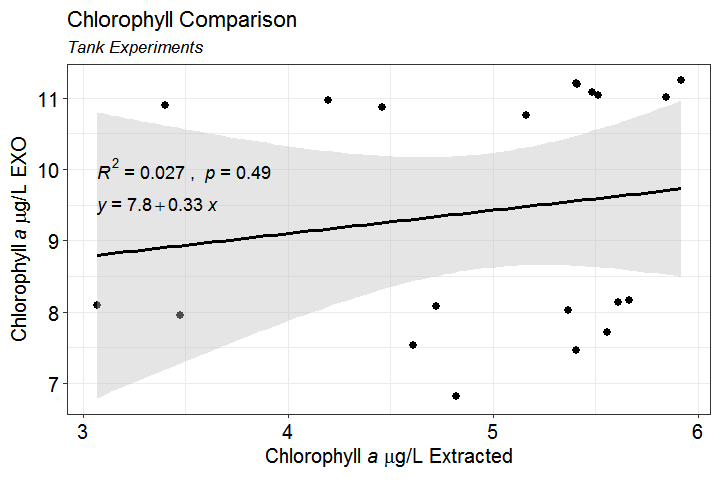 Chlorophyll Comparison
Tank Experiments
Chlorophyll a μg/L EXO
11
10
9
8
7
R² = 0.027 , p = 0.49
y = 7.8+0.33 x
3 4 5 6
Chlorophyll a μg/L Extracted